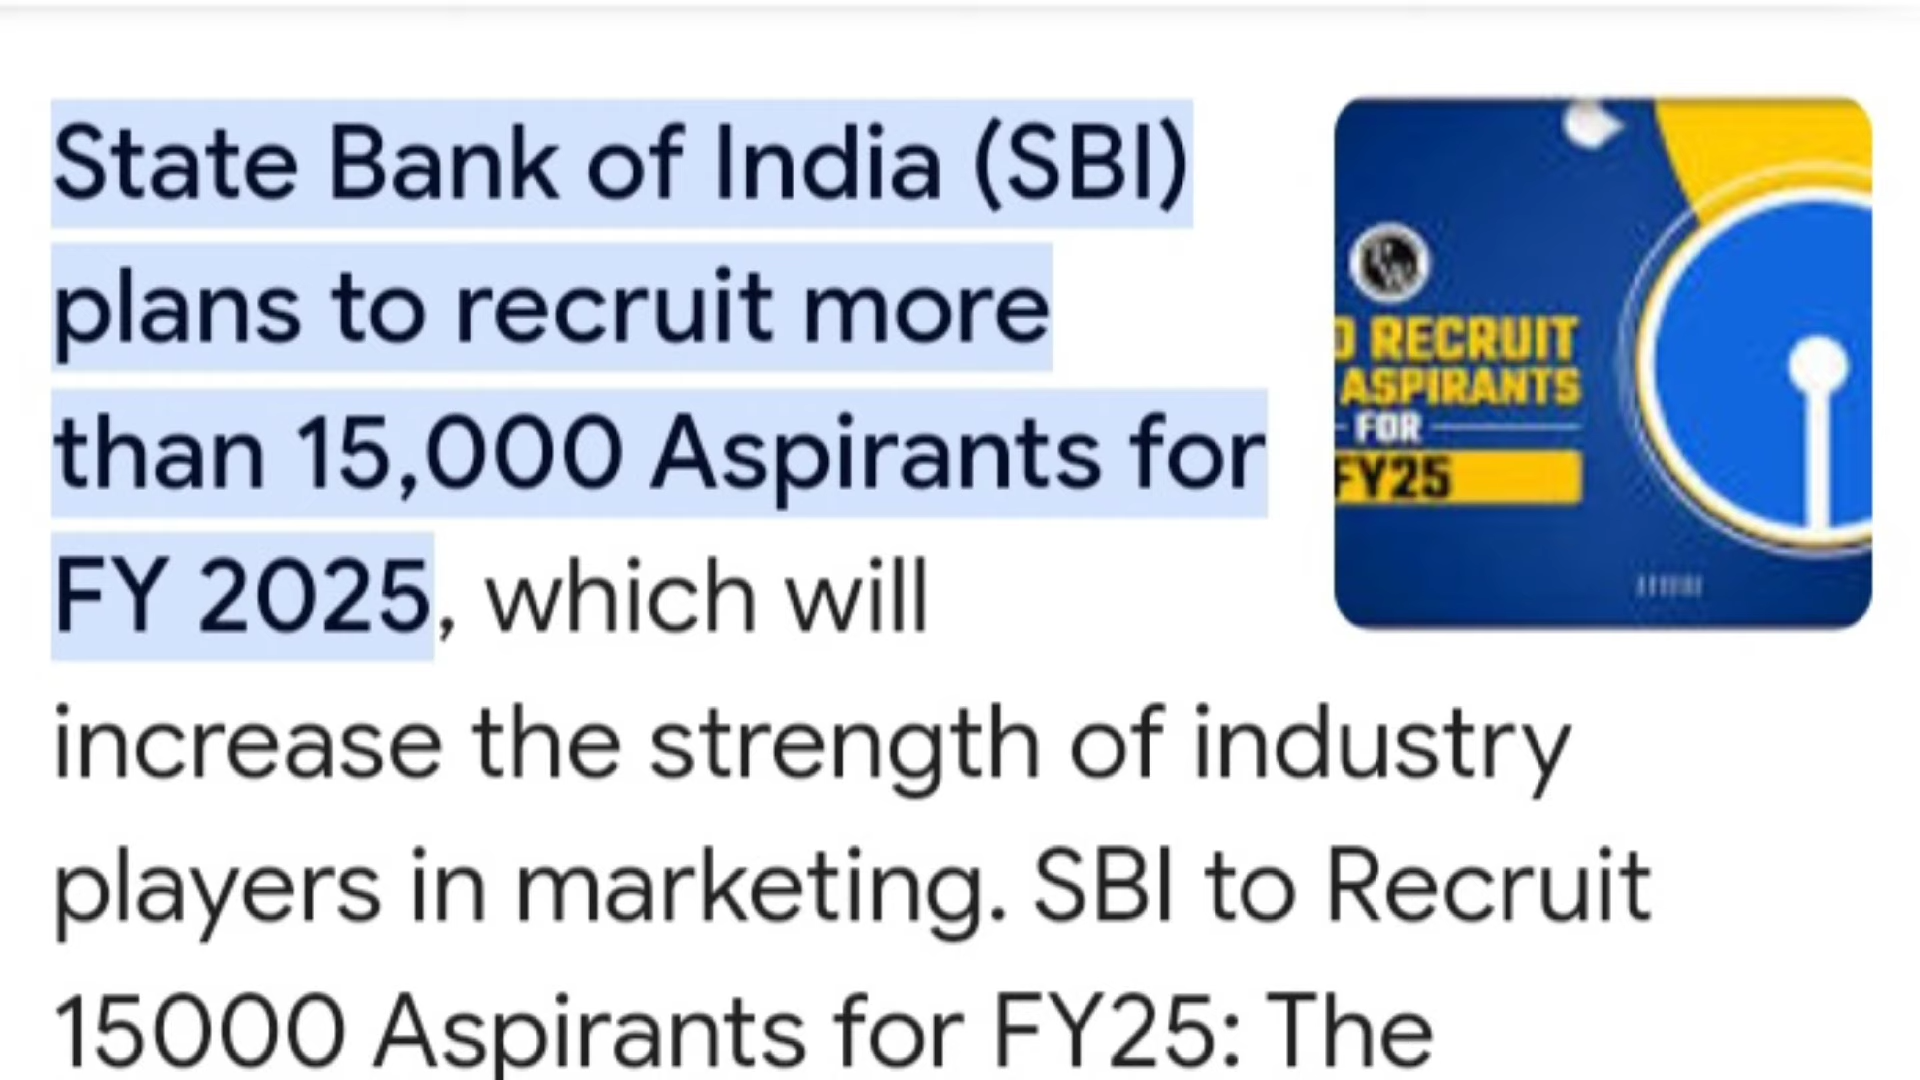 State Bank of India (SBI)
plans to recruit more
than 15,000 Aspirants for
FY 2025, which will
increase the strength of industry
players in marketing. SBI to Recruit
15000 Aspirants for FY25: The
RECRUIT
ASPIRANTS
FOR
FY25